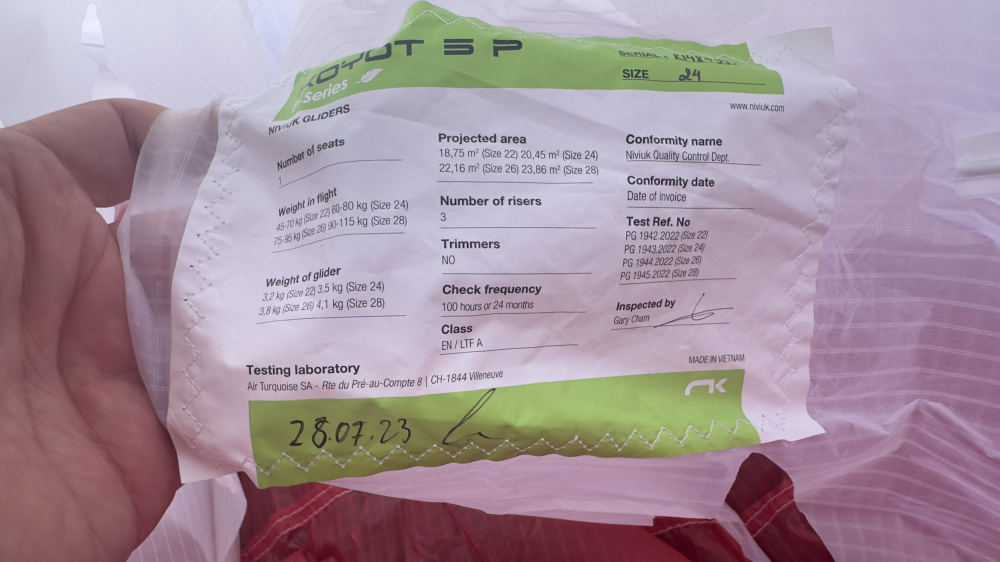 KOYOT 5 P
Series
SERIAL
SIZE 24
NIVIUK GLIDERS
www.niviuk.com
Number of seats
1
Weight in flight
45-70 kg (Size 22) 60-80 kg (Size 24)
75-95 kg (Size 26) 90-115 kg (Size 28)
Weight of glider
3,2 kg (Size 22) 3,5 kg (Size 24)
3,8 kg (Size 26) 4,1 kg (Size 28)
Projected area
18,75 m² (Size 22) 20,45 m² (Size 24)
22,16 m² (Size 26) 23,86 m² (Size 28)
Number of risers
3
Trimmers
NO
Check frequency
100 hours or 24 months
Class
EN / LTF A
Conformity name
Niviuk Quality Control Dept.
Conformity date
Date of invoice
Test Ref. No
PG 1942.2022 (Size 22)
PG 1943.2022 (Size 24)
PG 1944.2022 (Size 26)
PG 1945.2022 (Size 28)
Inspected by
Gary Cham
Testing laboratory
Air Turquoise SA - Rte du Pré-au-Compte 8 | CH-1844 Villeneuve
MADE IN VIETNAM
28.07.23